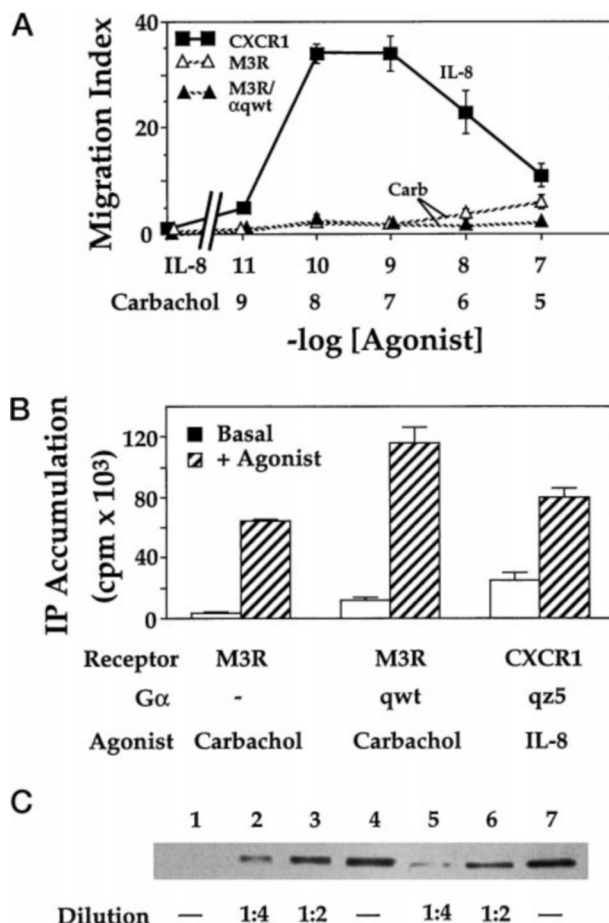 A
Migration Index
40
20
0
CXCR1
M3R
M3R/
αqwt
IL-8
Carb
IL-8 11 10 9 8 7
Carbachol 9 8 7 6 5
-log [Agonist]
B
IP Accumulation
(cpm x 10³)
120
80
40
0
Basal
+ Agonist
Receptor M3R M3R CXCR1
Gα - qwt qz5
Agonist Carbachol Carbachol IL-8
C
1 2 3 4 5 6 7
Dilution — 1:4 1:2 — 1:4 1:2 —